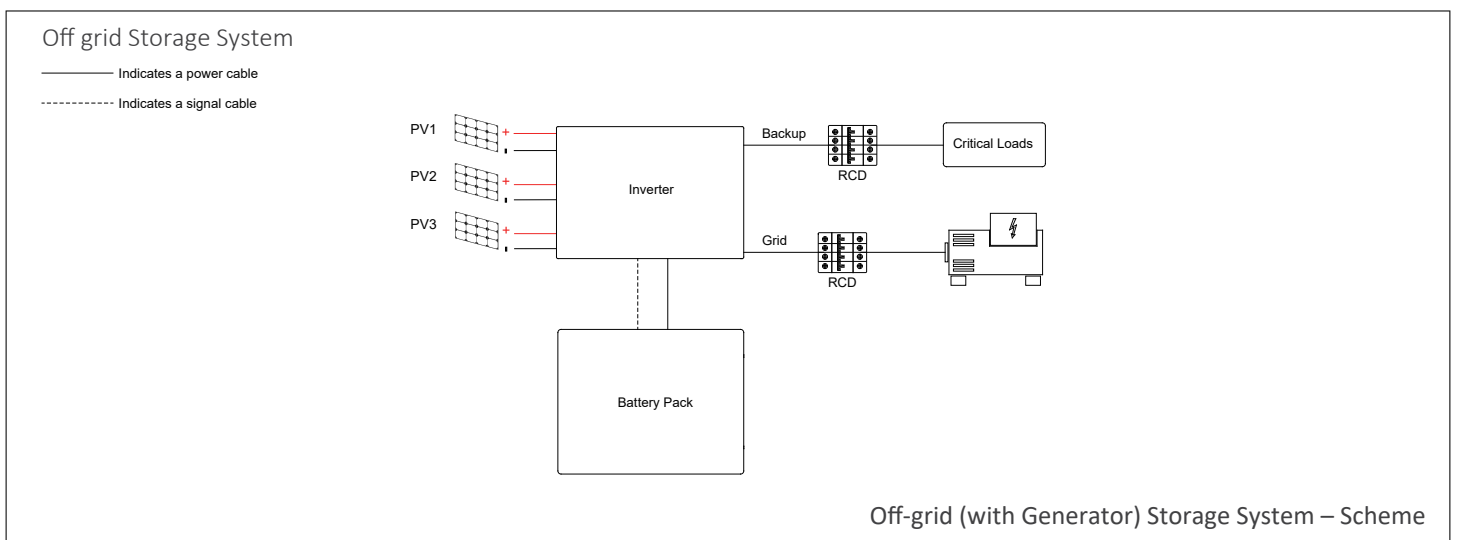 Off grid Storage System
Indicates a power cable
Indicates a signal cable
PV1
+
-
PV2
+
-
PV3
+
-
Inverter
Backup
RCD
Critical Loads
Grid
RCD
Battery Pack
Off-grid (with Generator) Storage System – Scheme